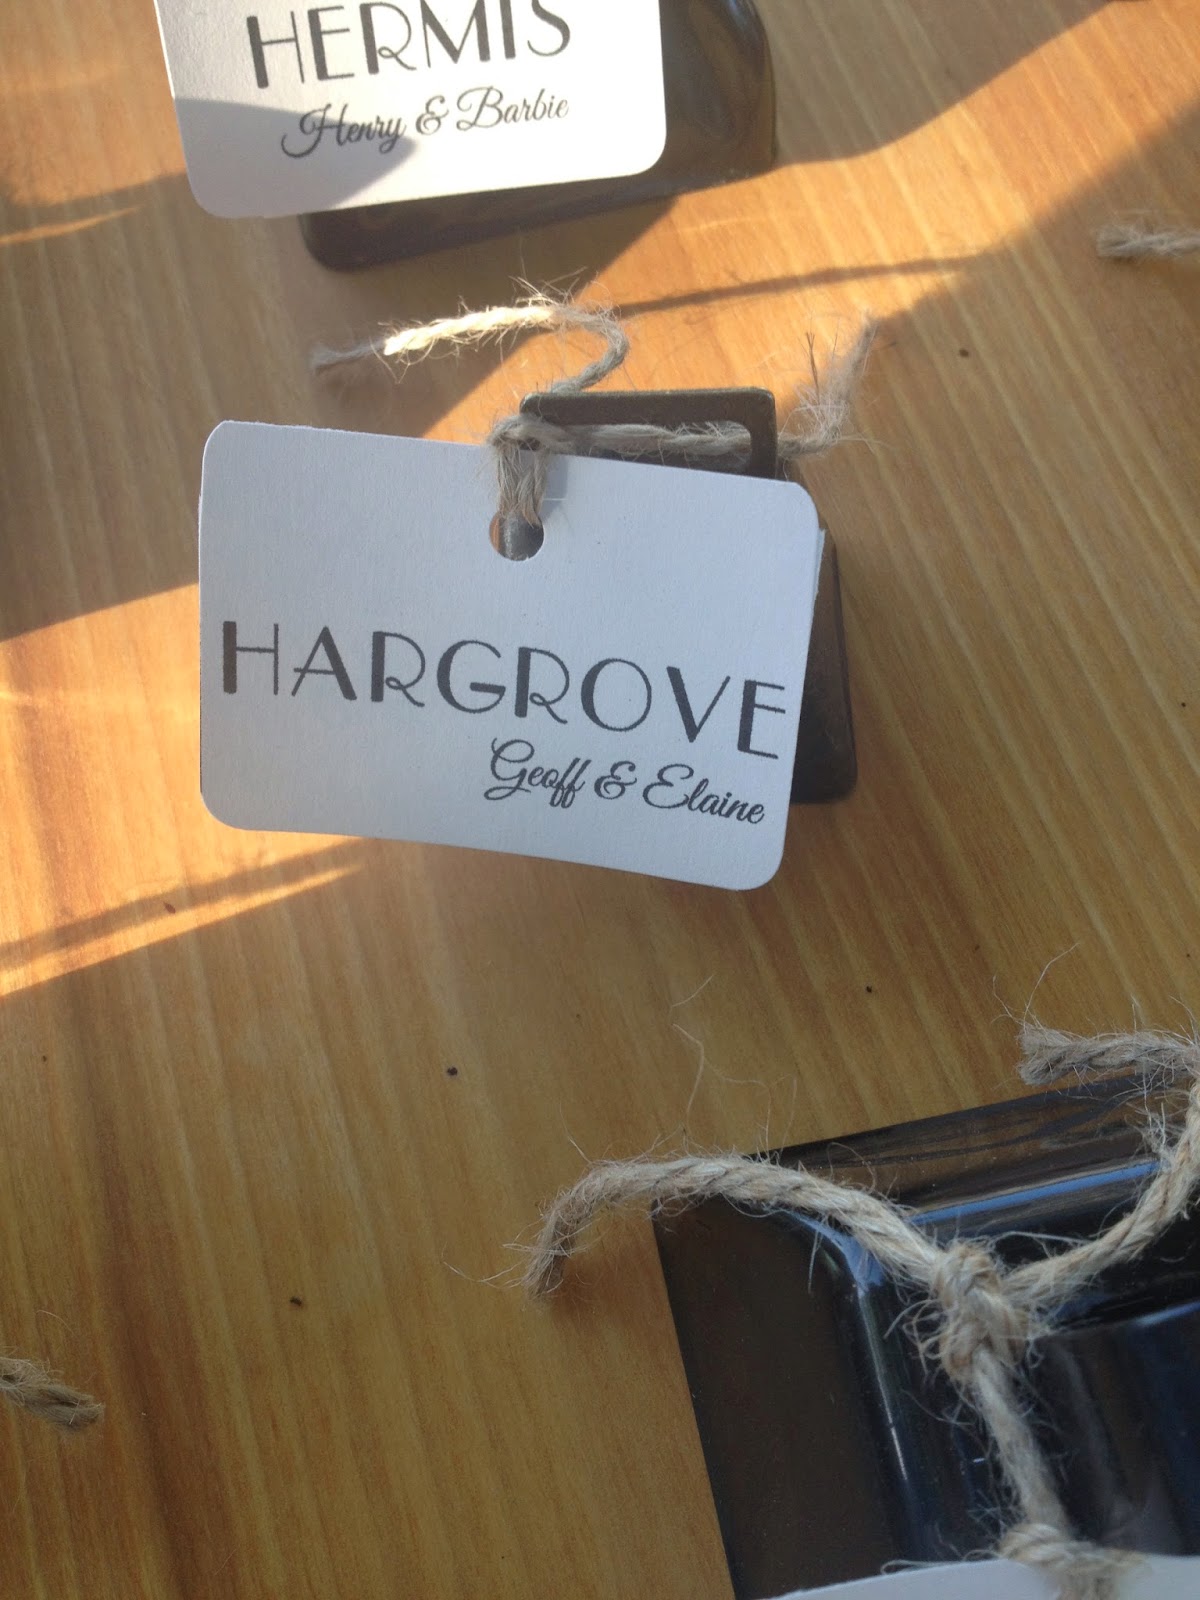 HERMIS
Henry & Barbie
HARGROVE
Geoff & Elaine